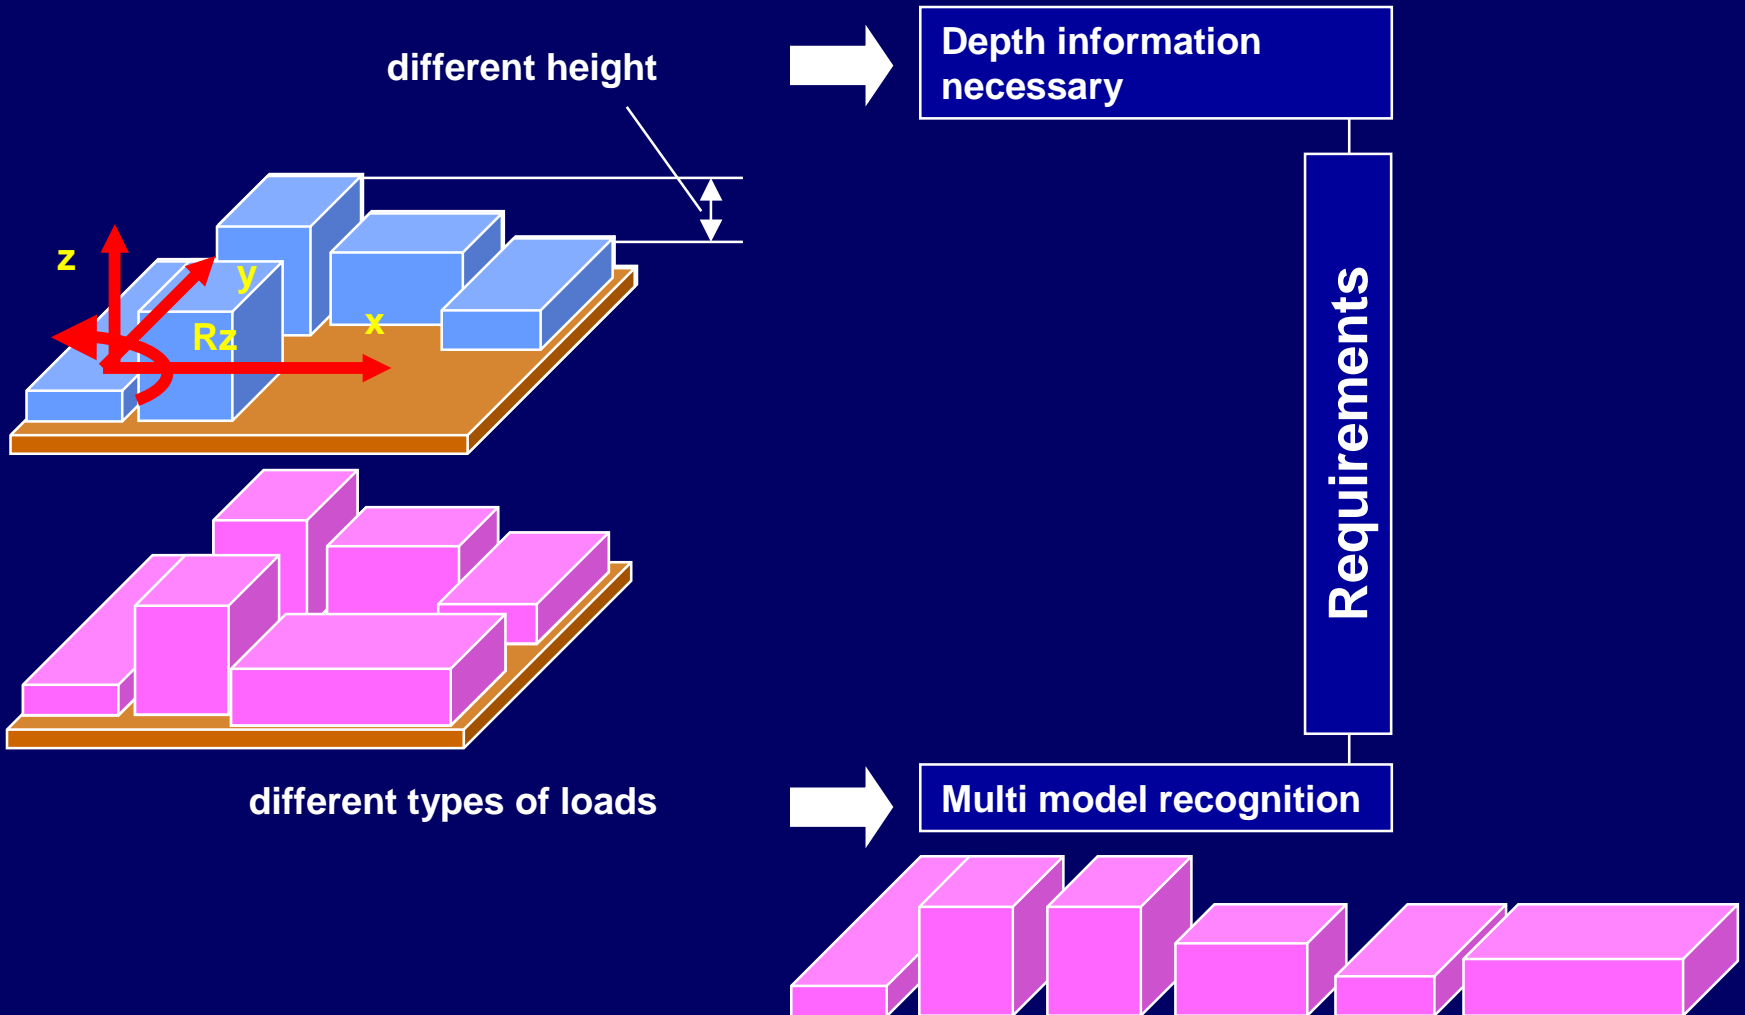 different height
Depth information
necessary
z
y
Rz
x
Requirements
different types of loads
Multi model recognition